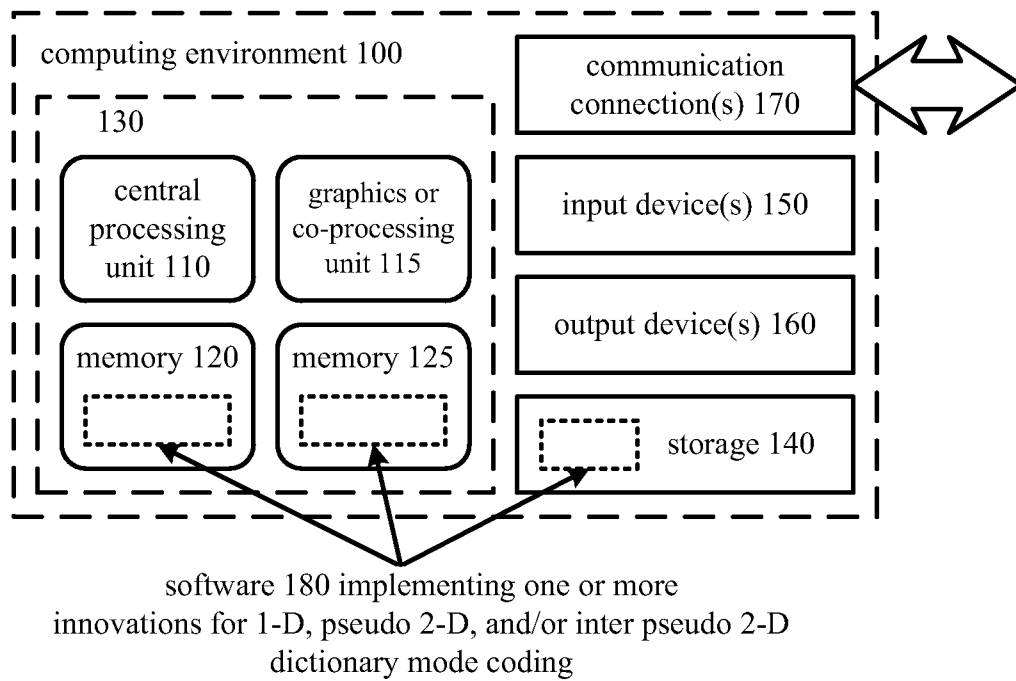 computing environment 100
130
central
processing
unit 110
graphics or
co-processing
unit 115
memory 120
memory 125
communication
connection(s) 170
input device(s) 150
output device(s) 160
storage 140
software 180 implementing one or more
innovations for 1-D, pseudo 2-D, and/or inter pseudo 2-D
dictionary mode coding